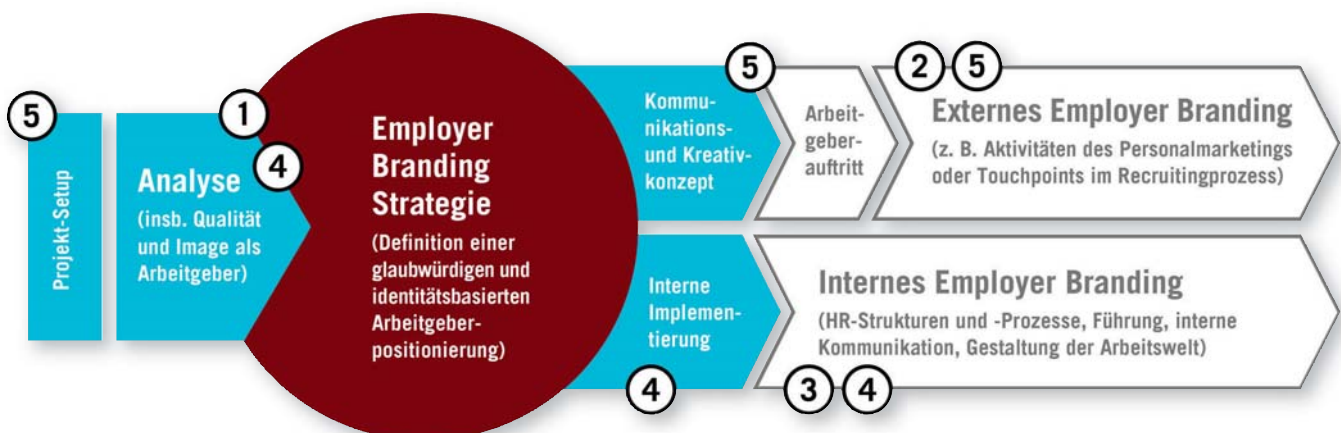 5
Projekt-Setup
1
4
Analyse
(insb. Qualität
und Image als
Arbeitgeber)
Employer
Branding
Strategie
(Definition einer
glaubwürdigen und
identitätsbasierten
Arbeitgeber-
positionierung)
5
Kommu-
nikations-
und Kreativ-
konzept
Arbeit-
geber-
auftritt
2 5
Externes Employer Branding
(z. B. Aktivitäten des Personalmarketings
oder Touchpoints im Recruitingprozess)
Interne
Implemen-
tierung
4
Internes Employer Branding
(HR-Strukturen und -Prozesse, Führung, interne
Kommunikation, Gestaltung der Arbeitswelt)
3 4